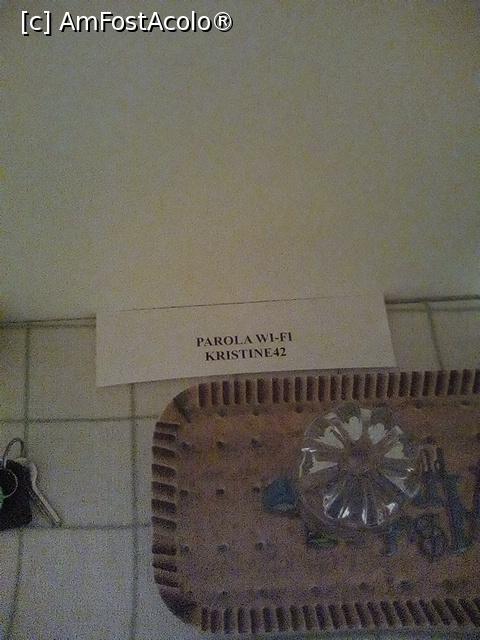 [c] AmFostAcolo®
PAROLA WI-FI
KRISTINE42